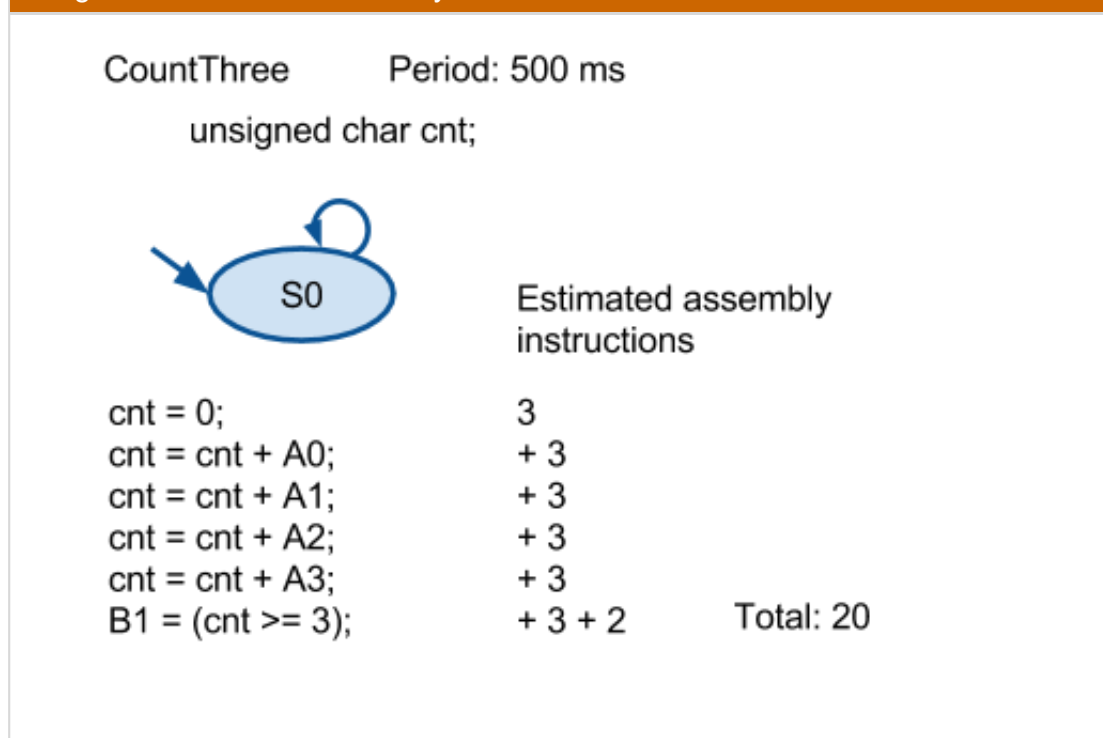 CountThree Period: 500 ms
unsigned char cnt;
S0
Estimated assembly
instructions
cnt = 0; 3
cnt = cnt + A0; + 3
cnt = cnt + A1; + 3
cnt = cnt + A2; + 3
cnt = cnt + A3; + 3
B1 = (cnt >= 3); + 3 + 2 Total: 20